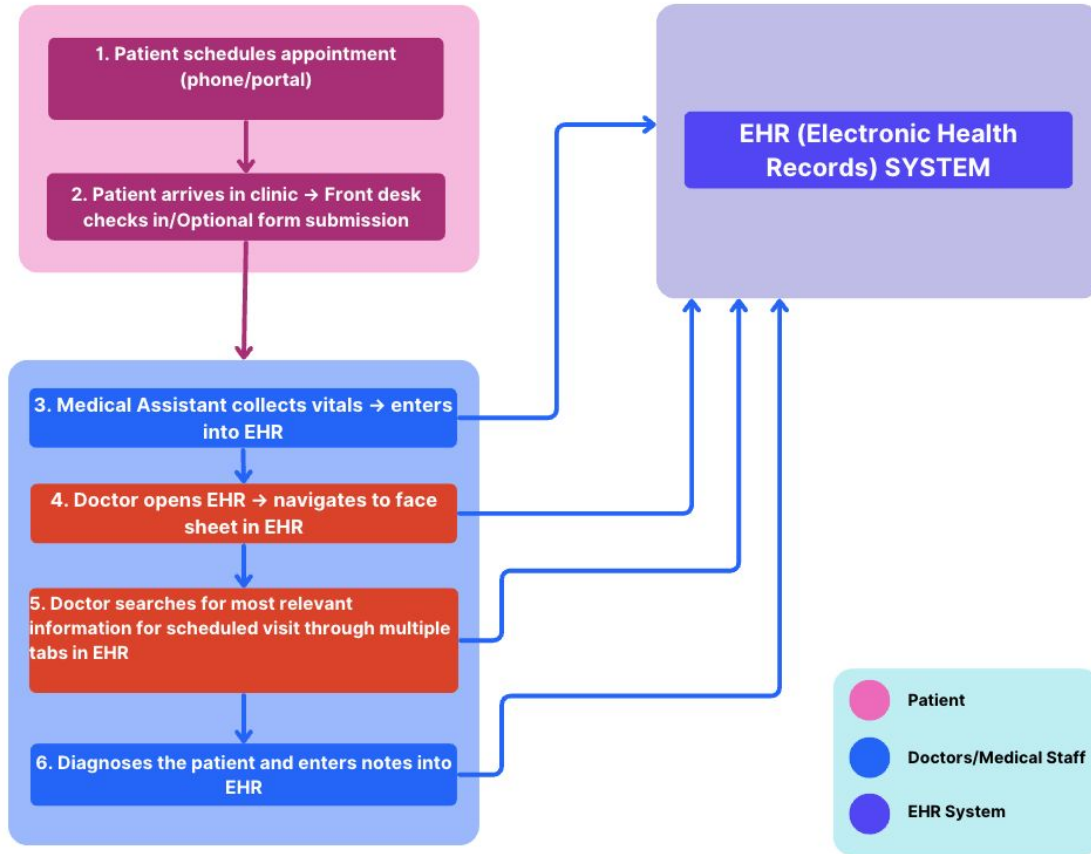 1. Patient schedules appointment
(phone/portal)
2. Patient arrives in clinic → Front desk
checks in/Optional form submission
EHR (Electronic Health
Records) SYSTEM
3. Medical Assistant collects vitals → enters
into EHR
4. Doctor opens EHR → navigates to face
sheet in EHR
5. Doctor searches for most relevant
information for scheduled visit through multiple
tabs in EHR
6. Diagnoses the patient and enters notes into
EHR
Patient
Doctors/Medical Staff
EHR System